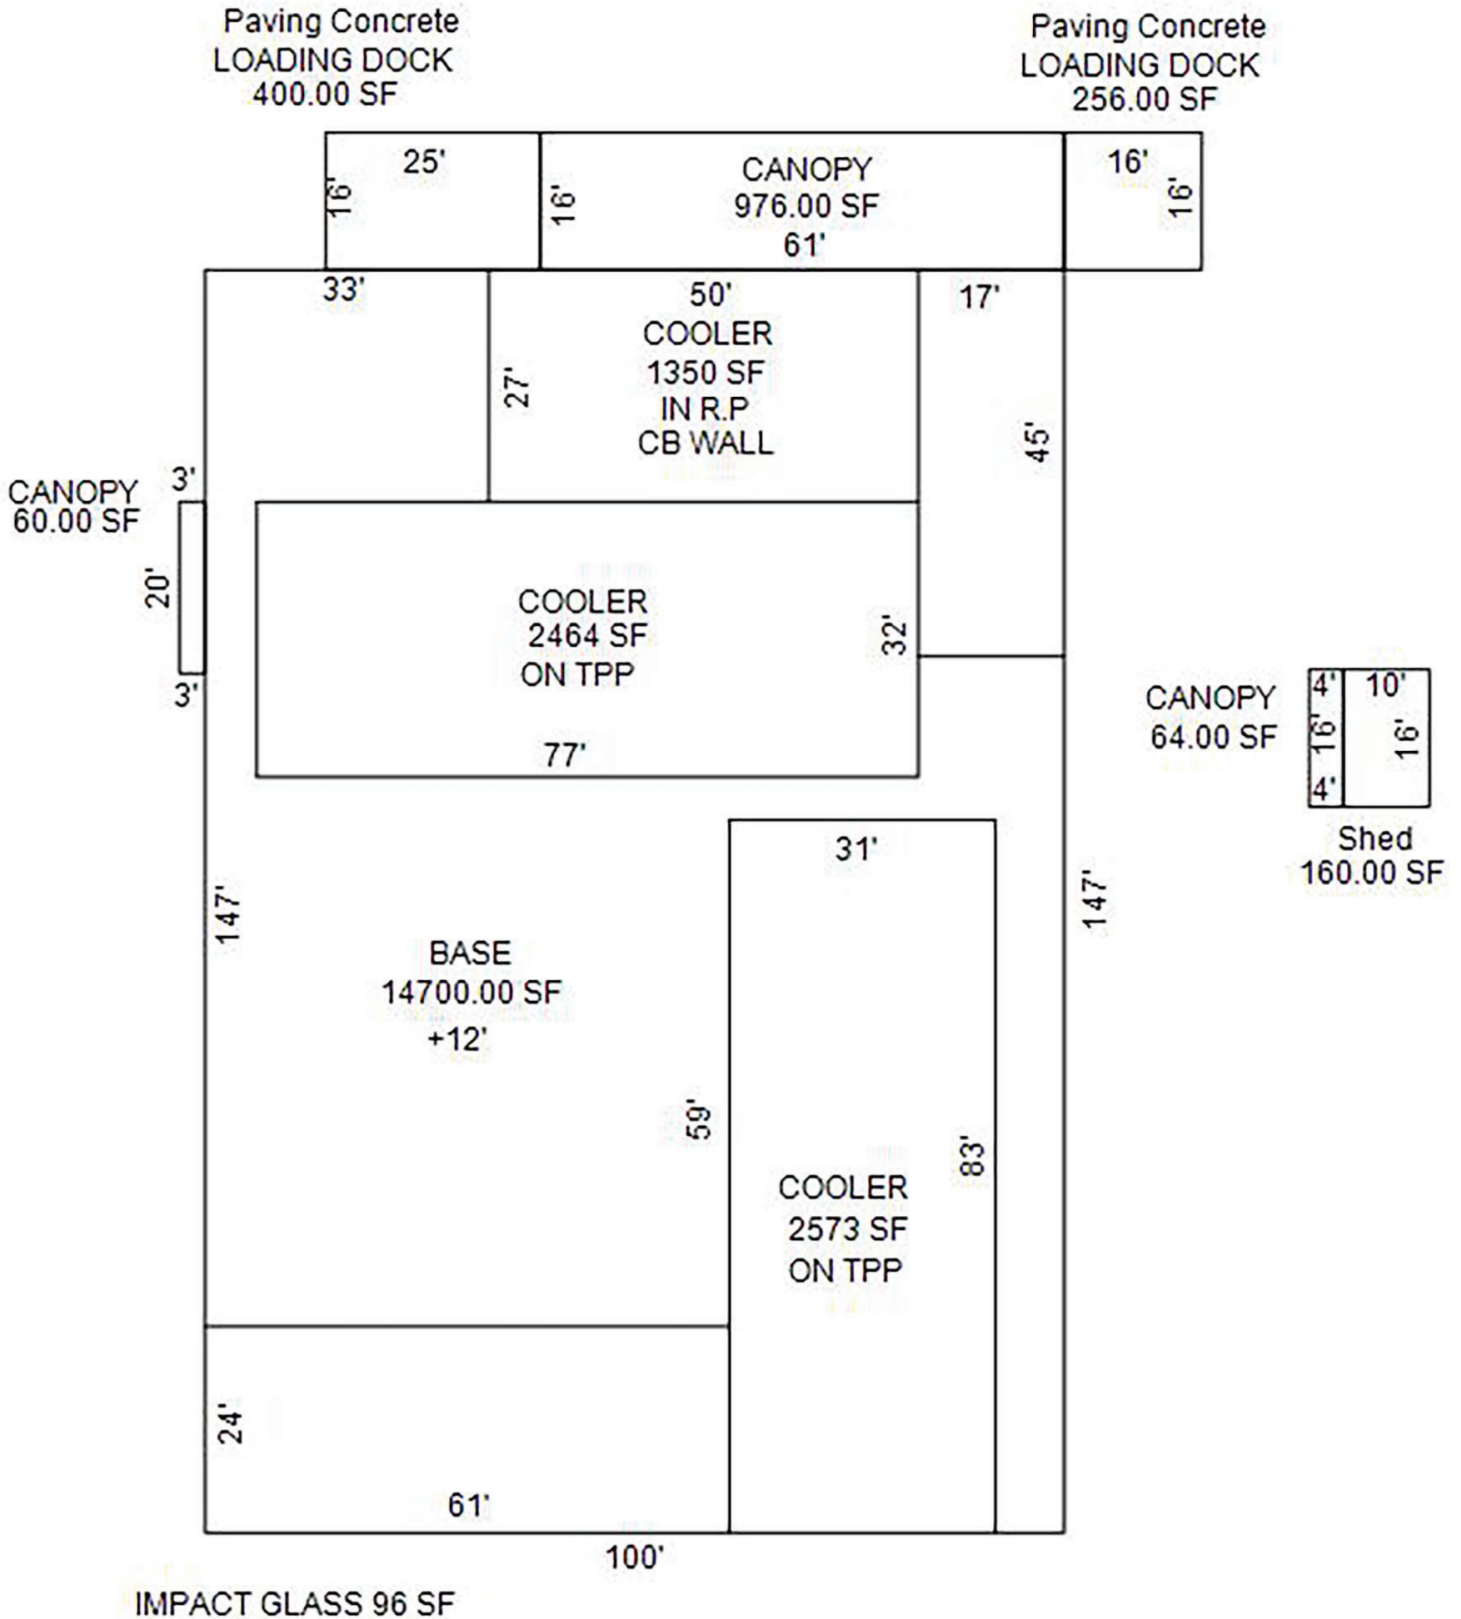 Paving Concrete
LOADING DOCK
400.00 SF
Paving Concrete
LOADING DOCK
256.00 SF
25'
16'
16'
CANOPY
976.00 SF
61'
16'
16'
33'
50'
17'
COOLER
1350 SF
IN R.P
CB WALL
27'
45'
3'
CANOPY
60.00 SF
20'
3'
COOLER
2464 SF
ON TPP
32'
77'
CANOPY
64.00 SF
4'
10'
16'
16'
4'
Shed
160.00 SF
31'
147'
147'
BASE
14700.00 SF
+12'
59'
83'
COOLER
2573 SF
ON TPP
24'
61'
100'
IMPACT GLASS 96 SF